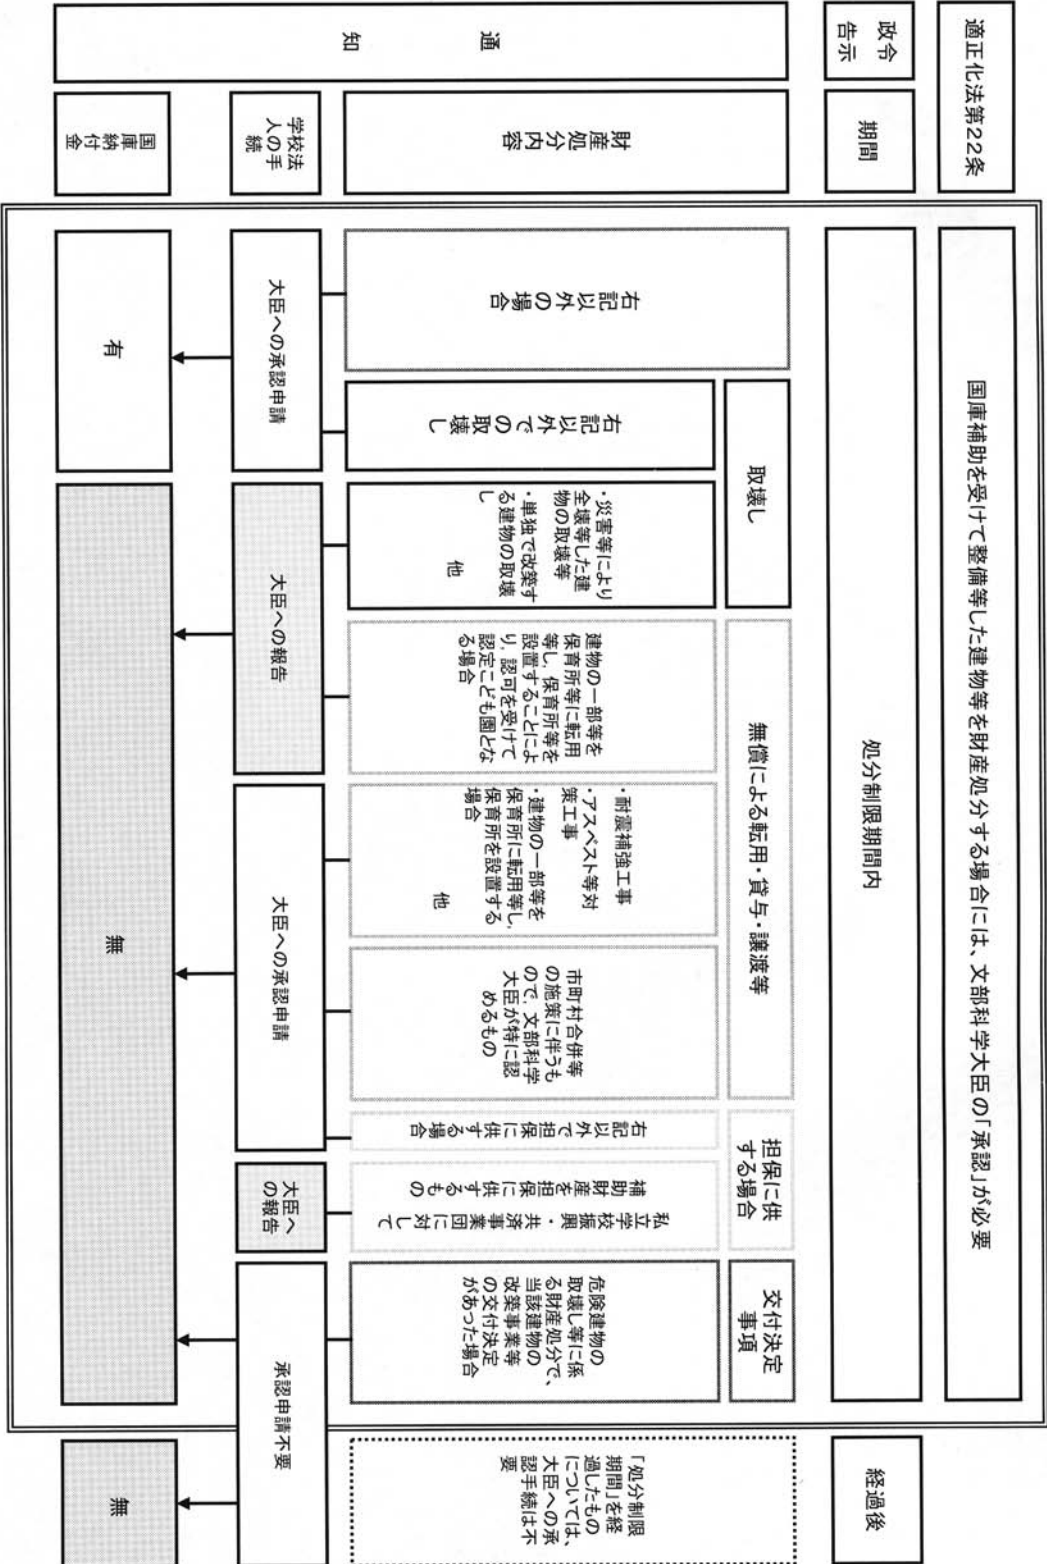 適正化法第22条
国庫補助を受けて整備等した建物等を財産処分する場合には、文部科学大臣の「承認」が必要
政令
告示
期間
処分制限期間内
経過後
通知
財産処分内容
右記以外の場合
取壊し
右記以外での取壊し
・災害等により
全壊等した建
物の取壊等
・単独で改築す
る建物の取壊
し
他
無償による転用・貸与・譲渡等
建物の一部等を
保育所等に転用
等し、保育所等を
設置することによ
り、認可を受けて
認定こども園とな
る場合
・耐震補強工事
・アスベスト等対
策工事
・建物の一部等を
保育所に転用等し、
保育所を設置する
場合
他
市町村合併等
の施策に伴うも
ので、文部科学
大臣が特に認
めるもの
担保に供
する場合
右記以外で担保に供する場合
私立学校振興・共済事業団に対して
補助財産を担保に供するもの
交付決定
事項
危険建物の
取壊し等に係
る財産処分で、
当該建物の
改築事業等
の交付決定
があった場合
「処分制限
期間」を経
過したもの
については、
大臣への承
認手続は不
要
学校法
人の手
続
大臣への承認申請
大臣への報告
大臣への承認申請
大臣へ
の報告
承認申請不要
国庫納
付金
有
無
無